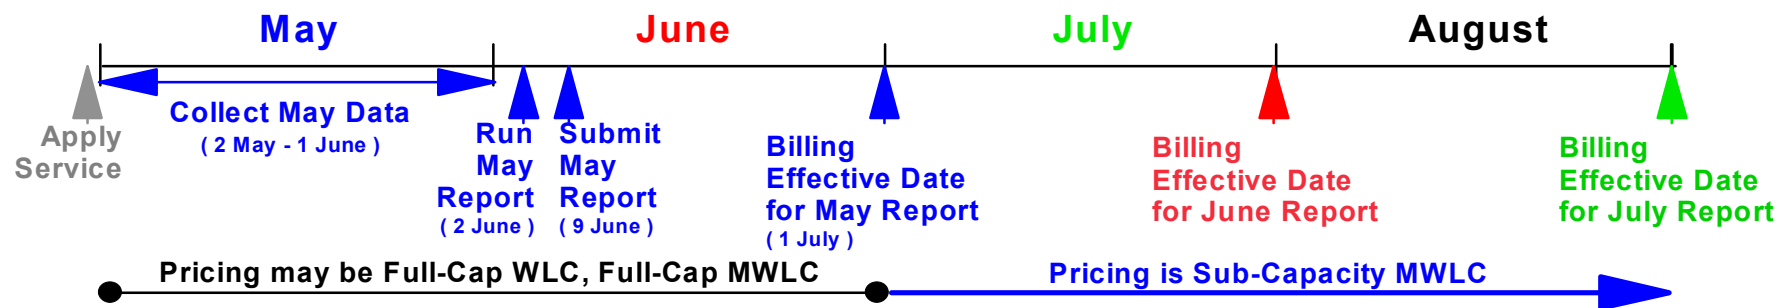 May
June
July
August
Apply
Service
Collect May Data
( 2 May - 1 June )
Run
May
Report
( 2 June )
Submit
May
Report
( 9 June )
Billing
Effective Date
for May Report
( 1 July )
Billing
Effective Date
for June Report
Billing
Effective Date
for July Report
Pricing may be Full-Cap WLC, Full-Cap MWLC
Pricing is Sub-Capacity MWLC